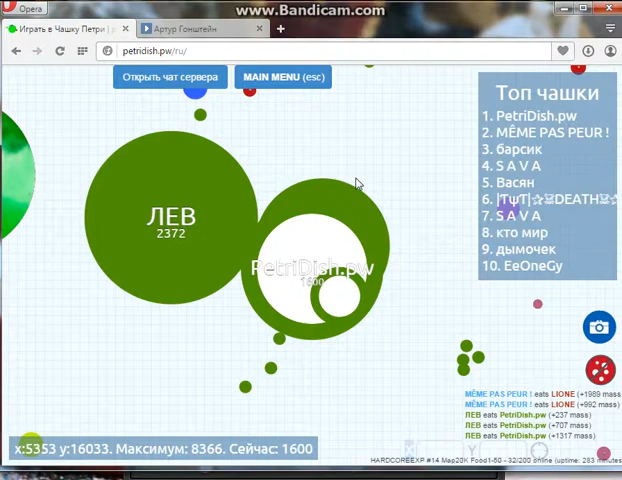 Opera
www.Bandicam.com
Играть в Чашку Петри | p
Артур Гонштейн
petridish.pw/ru/
Открыть чат сервера
MAIN MENU (esc)
Топ чашки
1. PetriDish.pw
2. MÊME PAS PEUR !
3. барсик
4. S A V A
5. Васян
6. |TυrT|☆☠DEATH☠☆
7. S A V A
8. кто мир
9. дымочек
10. EeOneGy
ЛЕВ
2372
PetriDish.pw
1600
MÊME PAS PEUR ! eats LIONE (+1989 mass)
MÊME PAS PEUR ! eats LIONE (+992 mass)
ЛЕВ eats PetriDish.pw (+237 mass)
ЛЕВ eats PetriDish.pw (+707 mass)
ЛЕВ eats PetriDish.pw (+1317 mass)
x:5353 y:16033. Максимум: 8366. Сейчас: 1600
HARDCOREEXP #14 Map20K Food1-50 - 32/200 online (uptime: 283 minutes